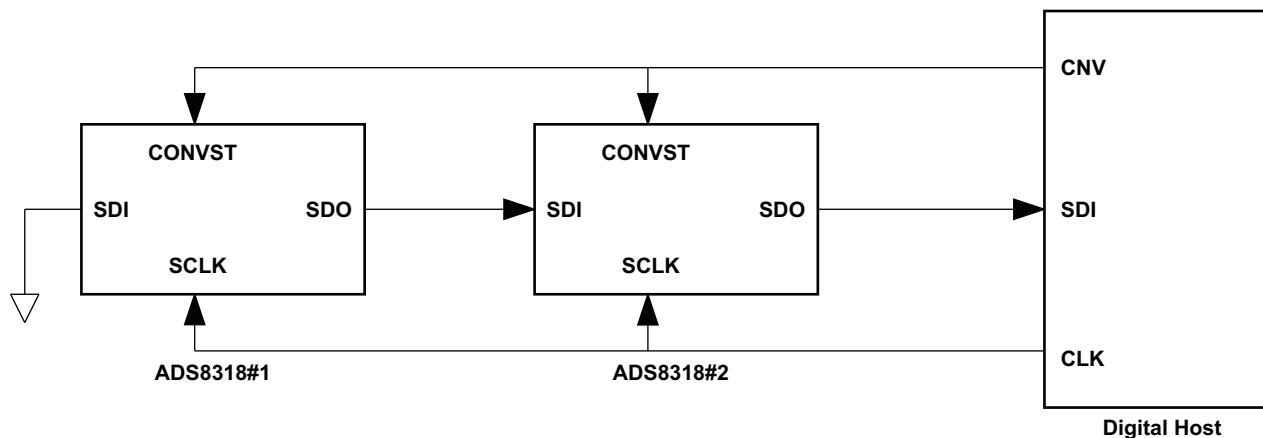 CNV
CONVST
CONVST
SDI
SDO
SDI
SDO
SDI
SCLK
SCLK
CLK
ADS8318#1
ADS8318#2
Digital Host